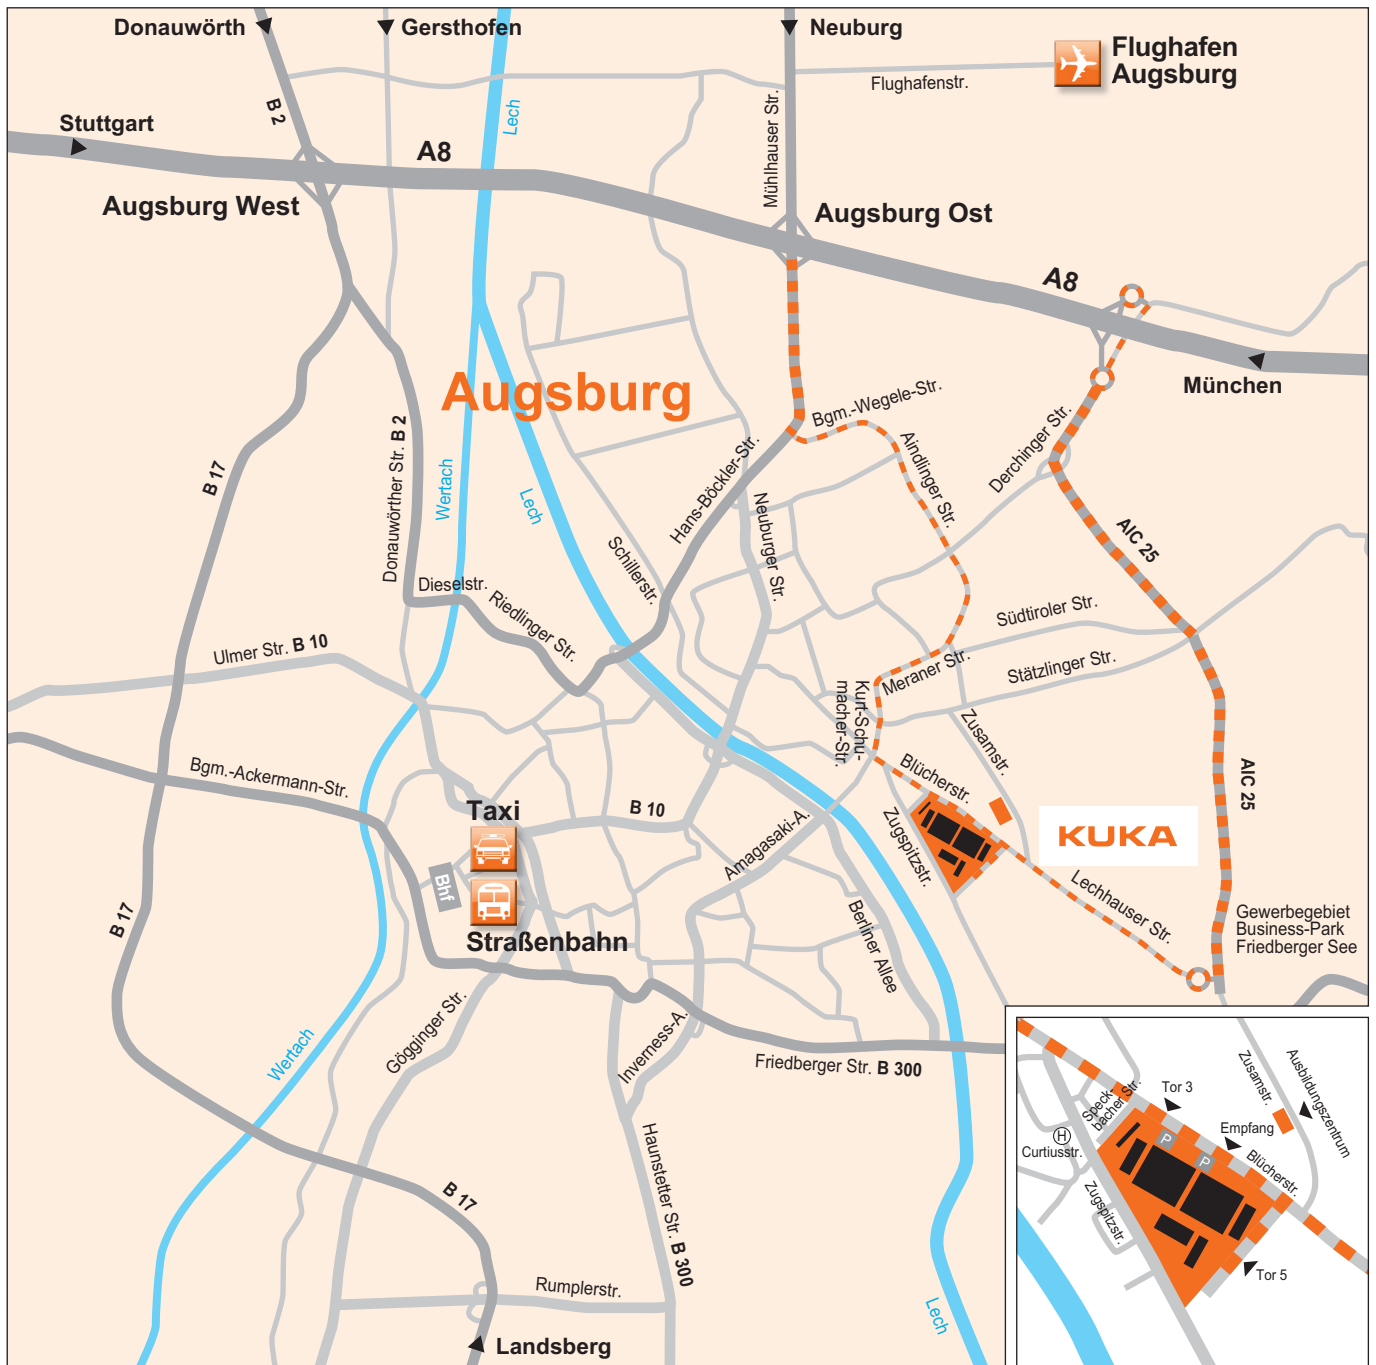 Donauwörth
Gersthofen
Neuburg
Flughafen
Augsburg
Flughafenstr.
B 2
Lech
Mühlhauser Str.
Stuttgart
A8
Augsburg West
Augsburg Ost
A8
München
Augsburg
Bgm.-Wegele-Str.
Aindlinger Str.
Derchinger Str.
B 17
Donauwörther Str. B 2
Wertach
Lech
Hans-Böckler-Str.
Neuburger Str.
Schillerstr.
AIC 25
Dieselstr.
Riedlinger Str.
Südtiroler Str.
Ulmer Str. B 10
Meraner Str.
Stätzlinger Str.
Kurt-Schu-
macher-Str.
Zusamstr.
Bgm.-Ackermann-Str.
Blücherstr.
AIC 25
Taxi
B 10
Amagasaki-A.
Zugspitzstr.
KUKA
Bhf
Lechhauser Str.
B 17
Straßenbahn
Berliner Allee
Gewerbegebiet
Business-Park
Friedberger See
Gögginger Str.
Wertach
Inverness-A.
Friedberger Str. B 300
Haunstetter Str. B 300
B 17
Rumplerstr.
Lech
Landsberg
Zusamstr.
Ausbildungszentrum
Tor 3
Speck-
bacher Str.
Empfang
H
Curtiusstr.
P
P
Blücherstr.
Zugspitzstr.
Tor 5